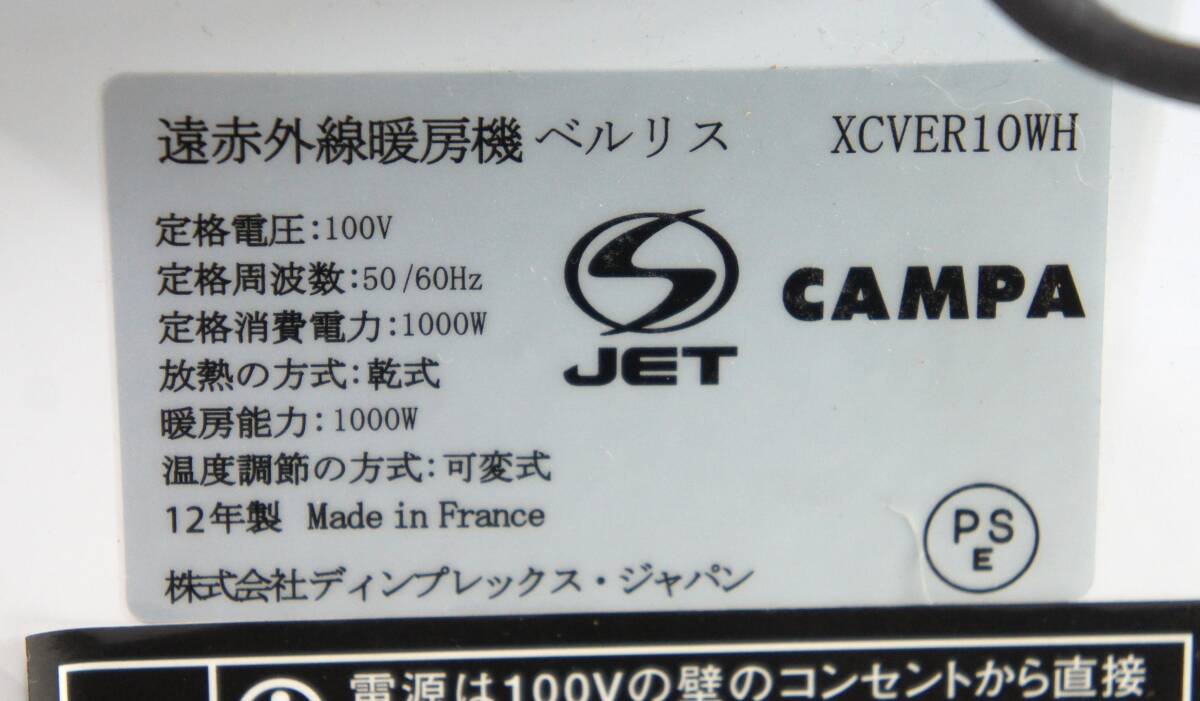 遠赤外線暖房機 ベルリス XCVER10WH
定格電圧:100V
定格周波数:50/60Hz
定格消費電力:1000W
放熱の方式:乾式
暖房能力:1000W
温度調節の方式:可変式
12年製 Made in France
株式会社ディンプレックス・ジャパン
JET
CAMPA
PS
E
電源は100Vの壁のコンセントから直接